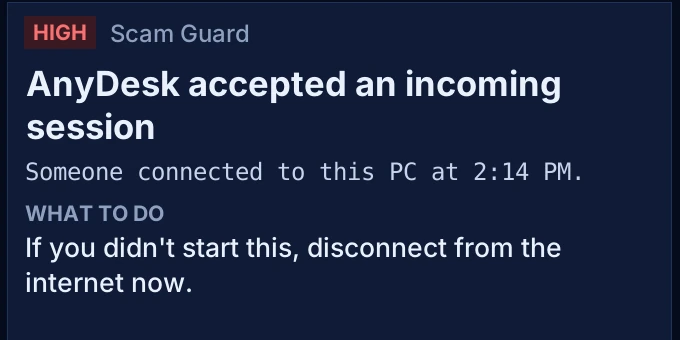 HIGH Scam Guard
AnyDesk accepted an incoming
session
Someone connected to this PC at 2:14 PM.
WHAT TO DO
If you didn't start this, disconnect from the
internet now.